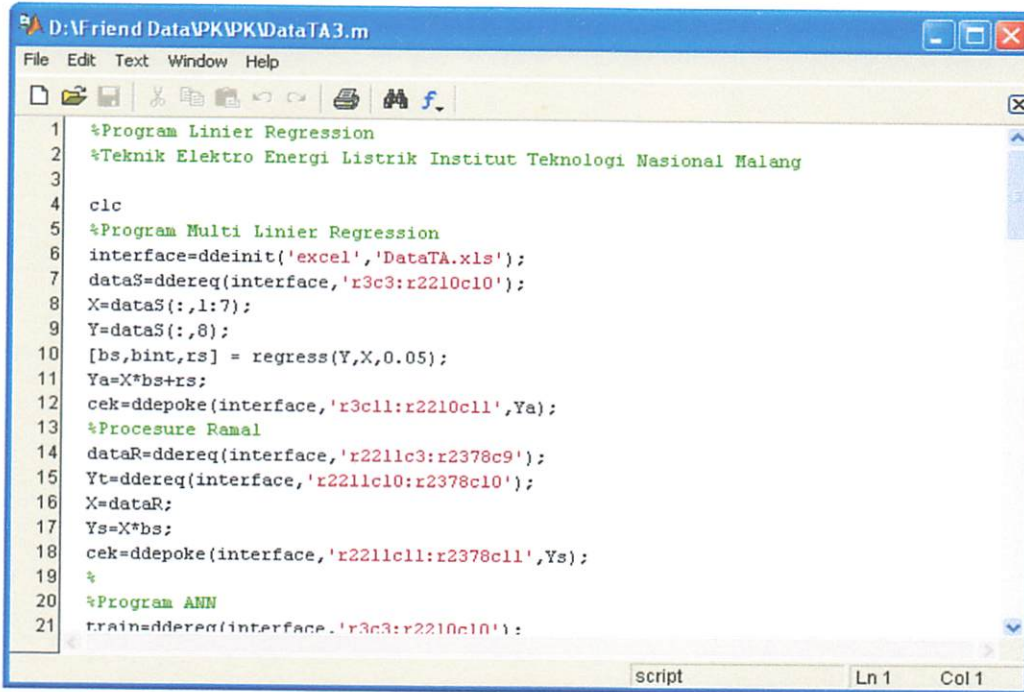 D:\Friend Data\PK\PK\DataTA3.m
File Edit Text Window Help
1 %Program Linier Regression
2 %Teknik Elektro Energi Listrik Institut Teknologi Nasional Malang
3
4 clc
5 %Program Multi Linier Regression
6 interface=ddeinit('excel','DataTA.xls');
7 dataS=ddereq(interface,'r3c3:r2210c10');
8 X=dataS(:,1:7);
9 Y=dataS(:,8);
10 [bs,bint,rs] = regress(Y,X,0.05);
11 Ya=X*bs+rs;
12 cek=ddepoke(interface,'r3c11:r2210c11',Ya);
13 %Procesure Ramal
14 dataR=ddereq(interface,'r2211c3:r2378c9');
15 Yt=ddereq(interface,'r2211c10:r2378c10');
16 X=dataR;
17 Ys=X*bs;
18 cek=ddepoke(interface,'r2211c11:r2378c11',Ys);
19 %
20 %Program ANN
21 train=ddereq(interface,'r3c3:r2210c10');
script Ln 1 Col 1